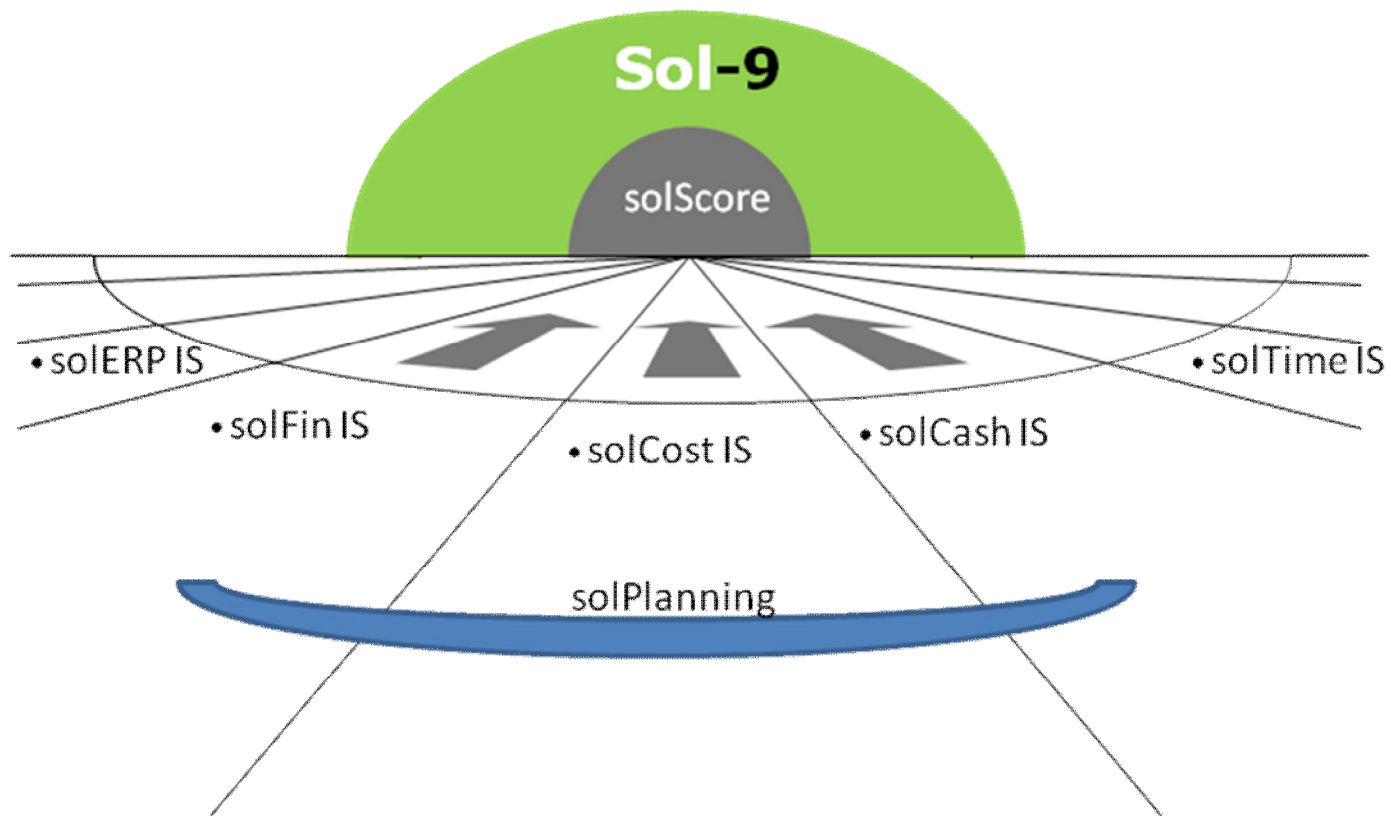 Sol-9
solScore
• solERP IS
• solTime IS
• solFin IS
• solCash IS
• solCost IS
solPlanning